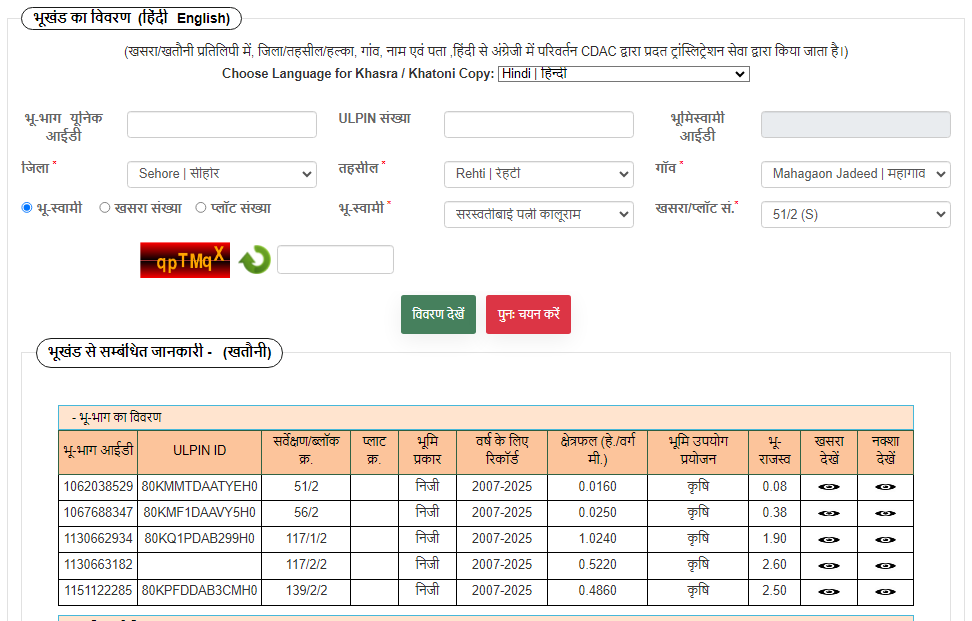 भूखंड का विवरण (हिंदी English)
(खसरा/खतौनी प्रतिलिपी में, जिला/तहसील/हल्का, गांव, नाम एवं पता ,हिंदी से अंग्रेजी में परिवर्तन CDAC द्वारा प्रदत ट्रांस्लिट्रेशन सेवा द्वारा किया जाता है।)
Choose Language for Khasra / Khatoni Copy: Hindi | हिन्दी
भू-भाग यूनिक आईडी ULPIN संख्या भूमिस्वामी आईडी
जिला * Sehore | सीहोर तहसील * Rehti | रेहटी गाँव * Mahagaon Jadeed | महागाव
भू-स्वामी खसरा संख्या प्लॉट संख्या भू-स्वामी * सरस्वतीबाई पत्नी कालूराम खसरा/प्लॉट सं.* 51/2 (S)
qpTMqX
विवरण देखें पुनः चयन करें
भूखंड से सम्बंधित जानकारी - (खतौनी)
- भू-भाग का विवरण
भू-भाग आईडी ULPIN ID सर्वेक्षण/ब्लॉक क्र. प्लाट क्र. भूमि प्रकार वर्ष के लिए रिकॉर्ड क्षेत्रफल (हे./वर्ग मी.) भूमि उपयोग प्रयोजन भू-राजस्व खसरा देखें नक्शा देखें
1062038529 80KMMTDAATYEH0 51/2 निजी 2007-2025 0.0160 कृषि 0.08
1067688347 80KMF1DAAVY5H0 56/2 निजी 2007-2025 0.0250 कृषि 0.38
1130662934 80KQ1PDAB299H0 117/1/2 निजी 2007-2025 1.0240 कृषि 1.90
1130663182 117/2/2 निजी 2007-2025 0.5220 कृषि 2.60
1151122285 80KPFDDAB3CMH0 139/2/2 निजी 2007-2025 0.4860 कृषि 2.50